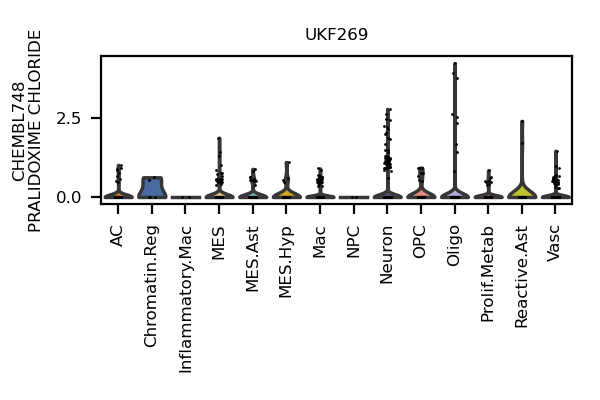 UKF269
CHEMBL748
PRALIDOXIME CHLORIDE
2.5
0.0
AC
Chromatin.Reg
Inflammatory.Mac
MES
MES.Ast
MES.Hyp
Mac
NPC
Neuron
OPC
Oligo
Prolif.Metab
Reactive.Ast
Vasc